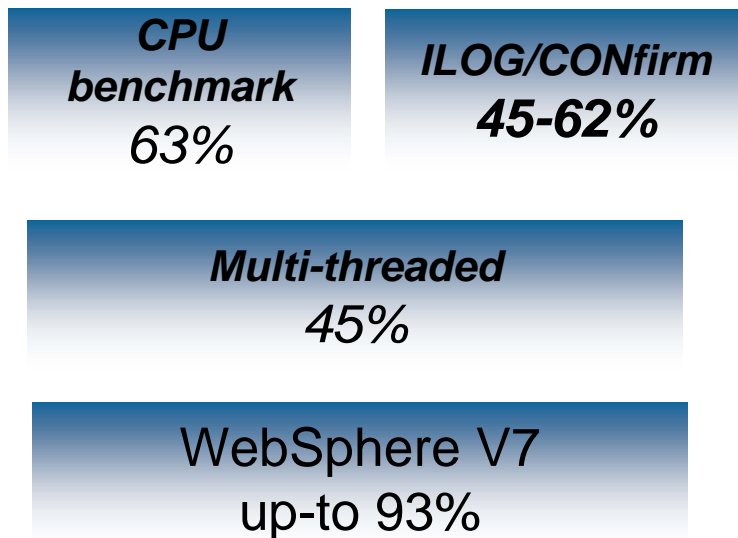 CPU
benchmark
63%
ILOG/CONfirm
45-62%
Multi-threaded
45%
WebSphere V7
up-to 93%